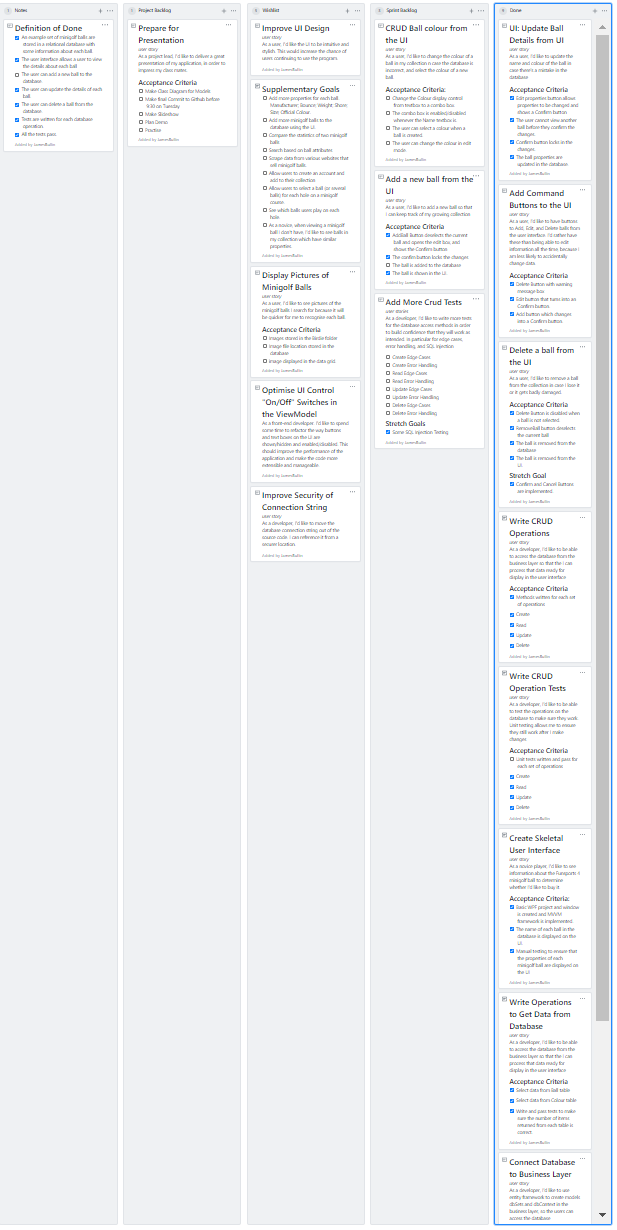 1 Notes
Definition of Done
An example set of minigolf balls are
stored in a relational database with
some information about each ball.
The user interface allows a user to view
the details about each ball
The user can add a new ball to the
database
The user can update the details of each
ball
The user can delete a ball from the
database
Tests are written for each database
operation
All the tests pass.
Added by JamesBullin
1 Project Backlog
Prepare for
Presentation
user story
As a project lead, I'd like to deliver a great
presentation of my application, in order to
impress my class mates.
Acceptance Criteria
Make Class Diagram for Models
Make Final Commit to Github before
9:30 on Tuesday
Make Slideshow
Plan Demo
Practise
Added by JamesBullin
5 Wishlist
Improve UI Design
user story
As a user, I'd like the UI to be intuitive and
stylish. This would increase the chance of
users continuing to use the program.
Added by JamesBullin
Supplementary Goals
Add more properties for each ball.
Manufacturer; Bounce; Weight; Shore;
Size; Official Colour
Add more minigolf balls to the
database using the UI.
Compare the statistics of two minigolf
balls
Search based on ball attributes
Scrape data from various websites that
sell minigolf balls
Allow users to create an account and
add to their collection
Allow users to select a ball (or several
balls) for each hole on a minigolf
course
See which balls users play on each
hole.
As a novice, when viewing a minigolf
ball I don't have, I'd like to see balls in
my collection which have similar
properties.
Added by JamesBullin
Display Pictures of
Minigolf Balls
user story
As a user, I'd like to see pictures of the
minigolf balls I search for because it will
be quicker for me to recognise each ball
Acceptance Criteria
Images stored in the Birdie folder
Image file location stored in the
database
Image displayed in the data grid
Added by JamesBullin
Optimise UI Control
"On/Off" Switches in
the ViewModel
user story
As a front-end developer, I'd like to spend
some time to refactor the way buttons
and text boxes on the UI are
shown/hidden and enabled/disabled. This
should improve the performance of the
application and make the code more
extensible and manageable
Added by JamesBullin
Improve Security of
Connection String
user story
As a developer, I'd like to move the
database connection string out of the
source code. I can reference it from a
securer location.
Added by JamesBullin
3 Sprint Backlog
CRUD Ball colour from
the UI
user story
As a user, I'd like to change the colour of a
ball in my collection in case the database is
incorrect, and select the colour of a new
ball.
Acceptance Criteria:
Change the Colour display control
from textbox to a combo box.
The combo box is enabled/disabled
whenever the Name textbox is.
The user can select a colour when a
ball is created.
The user can change the colour in edit
mode
Added by JamesBullin
Add a new ball from the
UI
user story
As a user, I'd like to add a new ball so that
I can keep track of my growing collection
Acceptance Criteria
AddBall Button deselects the current
ball and opens the edit box, and
shows the Confirm button
The confirm button locks the changes
The ball is added to the database
The ball is shown in the UI
Added by JamesBullin
Add More Crud Tests
user stories
As a developer, I'd like to write more tests
for the database access methods in order
to build confidence that they will work as
intended. In particular for edge cases,
error handling, and SQL injection
Create Edge Cases
Create Error Handling
Read Edge Cases
Read Error Handling
Update Edge Cases
Update Error Handling
Delete Edge Cases
Delete Error Handling
Stretch Goals
Some SQL Injection Testing
Added by JamesBullin
Done
UI: Update Ball
Details from UI
user story
As a user, I'd like to update the
name and colour of the ball in
case there's a mistake in the
database
Acceptance Criteria
Edit properties button allows
properties to be changed and
shows a Confirm button
The user cannot view another
ball before they confirm the
changes.
Confirm button locks in the
changes.
The ball properties are
updated in the database
Added by JamesBullin
Add Command
Buttons to the UI
user story
As a user, I'd like to have buttons
to Add, Edit, and Delete balls from
the user interface. I'd rather have
these than being able to edit
information all the time, because I
am less likely to accidentally
change data.
Acceptance Criteria
Delete Button with warning
message box
Edit button that turns into an
Confirm button.
Add button which changes
into a Confirm button
Added by JamesBullin
Delete a ball from
the UI
user story
As a user, I'd like to remove a ball
from the collection in case I lose it
or it gets badly damaged.
Acceptance Criteria
Delete Button is disabled when
a ball is not selected.
RemoveBall button deselects
the current ball
The ball is removed from the
database
The ball is removed from the
UI
Stretch Goal
Confirm and Cancel Buttons
are implemented
Added by JamesBullin
Write CRUD
Operations
user story
As a developer, I'd like to be able
to access the database from the
business layer so that the I can
process that data ready for
display in the user interface
Acceptance Criteria
Methods written for each set
of operations
Create
Read
Update
Delete
Added by JamesBullin
Write CRUD
Operation Tests
user story
As a developer, I'd like to be able
to test the operations on the
database to make sure they work.
Unit testing allows me to ensure
they still work after I make
changes
Acceptance Criteria
Unit tests written and pass for
each set of operations
Create
Read
Update
Delete
Added by JamesBullin
Create Skeletal
User Interface
user story
As a novice player, I'd like to see
information about the Funsports II
minigolf ball to determine
whether I'd like to buy it
Acceptance Criteria:
Basic WPF project and window
is created and MVVM
framework is implemented
The name of each ball in the
database is displayed on the
UI
Manual testing to ensure that
the properties of each
minigolf ball are displayed on
the UI
Added by JamesBullin
Write Operations
to Get Data from
Database
user story
As a developer, I'd like to be able
to access the database from the
business layer so that the I can
process that data ready for
display in the user interface
Acceptance Criteria
Select data from Ball table
Select data from Colour table
Write and pass tests to make
sure the number of items
returned from each table is
correct
Added by JamesBullin
Connect Database
to Business Layer
user story
As a developer, I'd like to use
entity framework to create models
dbSets and dbContext in the
business layer, so the users can
access the database